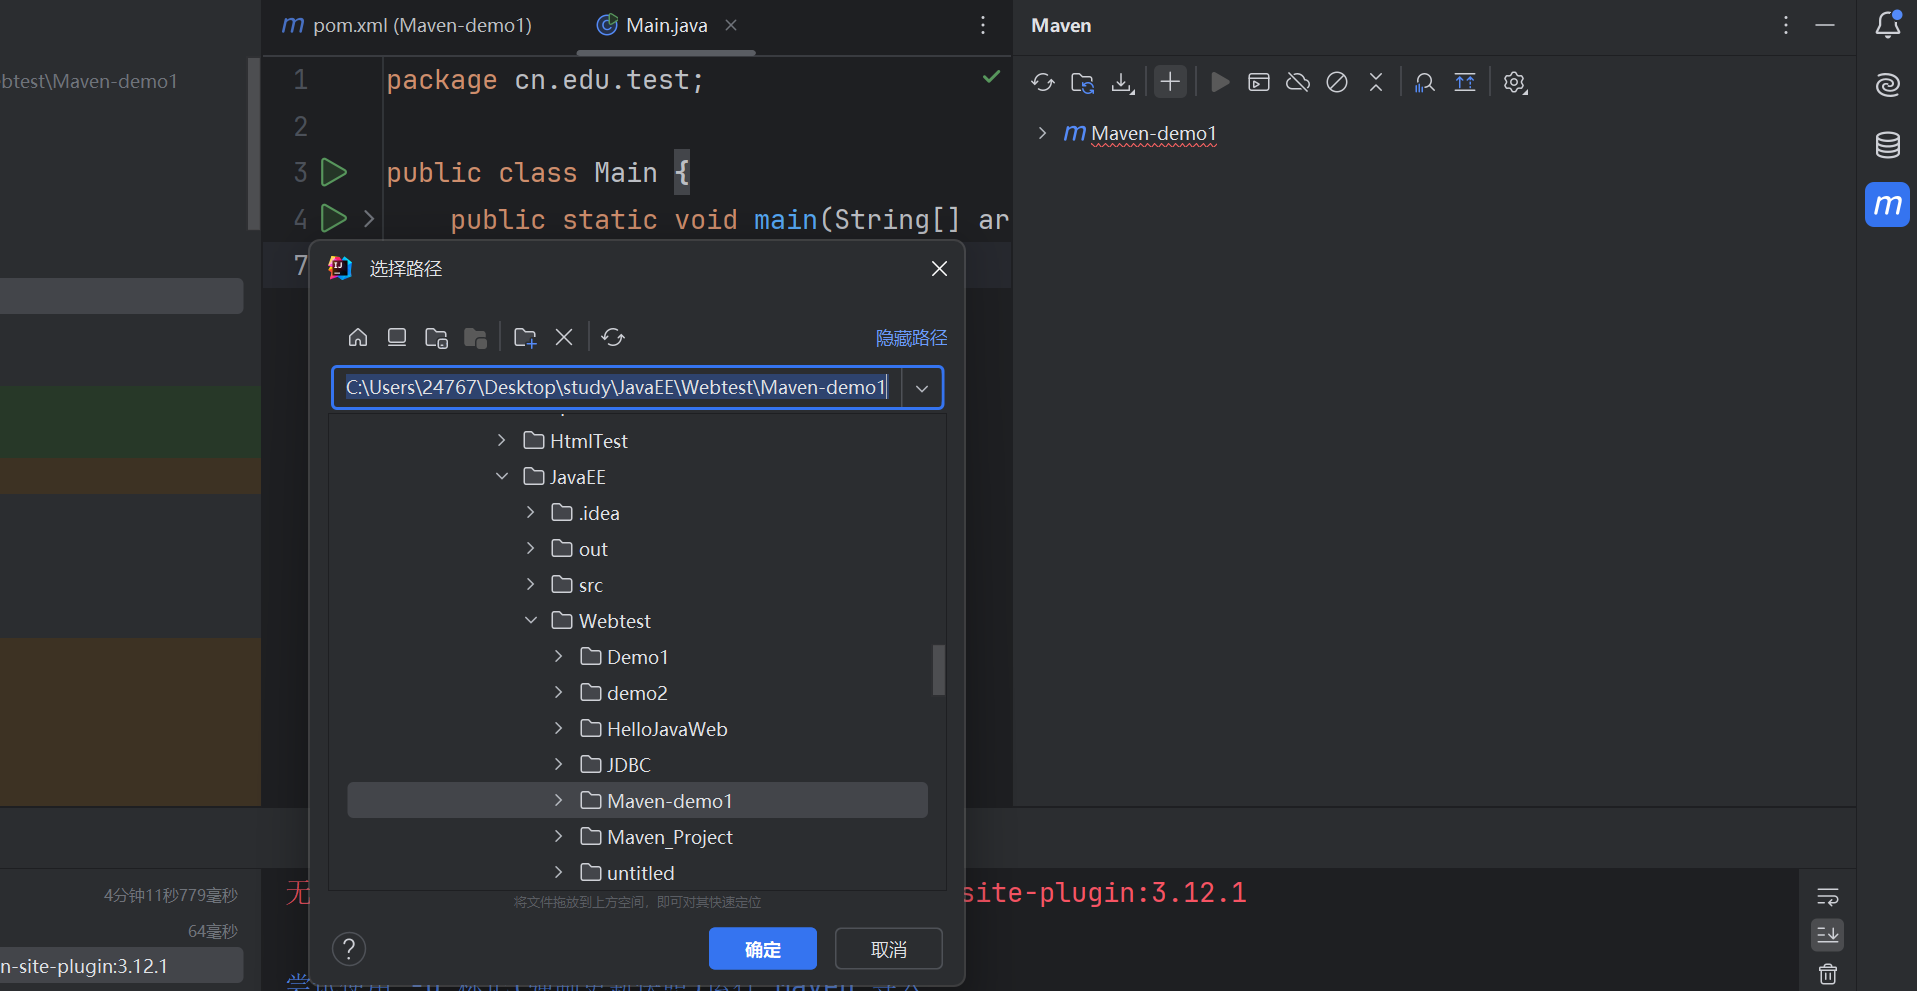 pom.xml (Maven-demo1)
Main.java
Maven
btest\Maven-demo1
1
package cn.edu.test;
2
3
public class Main {
4
public static void main(String[] ar
7
Maven-demo1
选择路径
隐藏路径
C:\Users\24767\Desktop\study\JavaEE\Webtest\Maven-demo1
HtmlTest
JavaEE
.idea
out
src
Webtest
Demo1
demo2
HelloJavaWeb
JDBC
Maven-demo1
Maven_Project
untitled
将文件拖放到上方空间，即可对其快速定位
确定
取消
4分钟11秒779毫秒
64毫秒
n-site-plugin:3.12.1
无
site-plugin:3.12.1